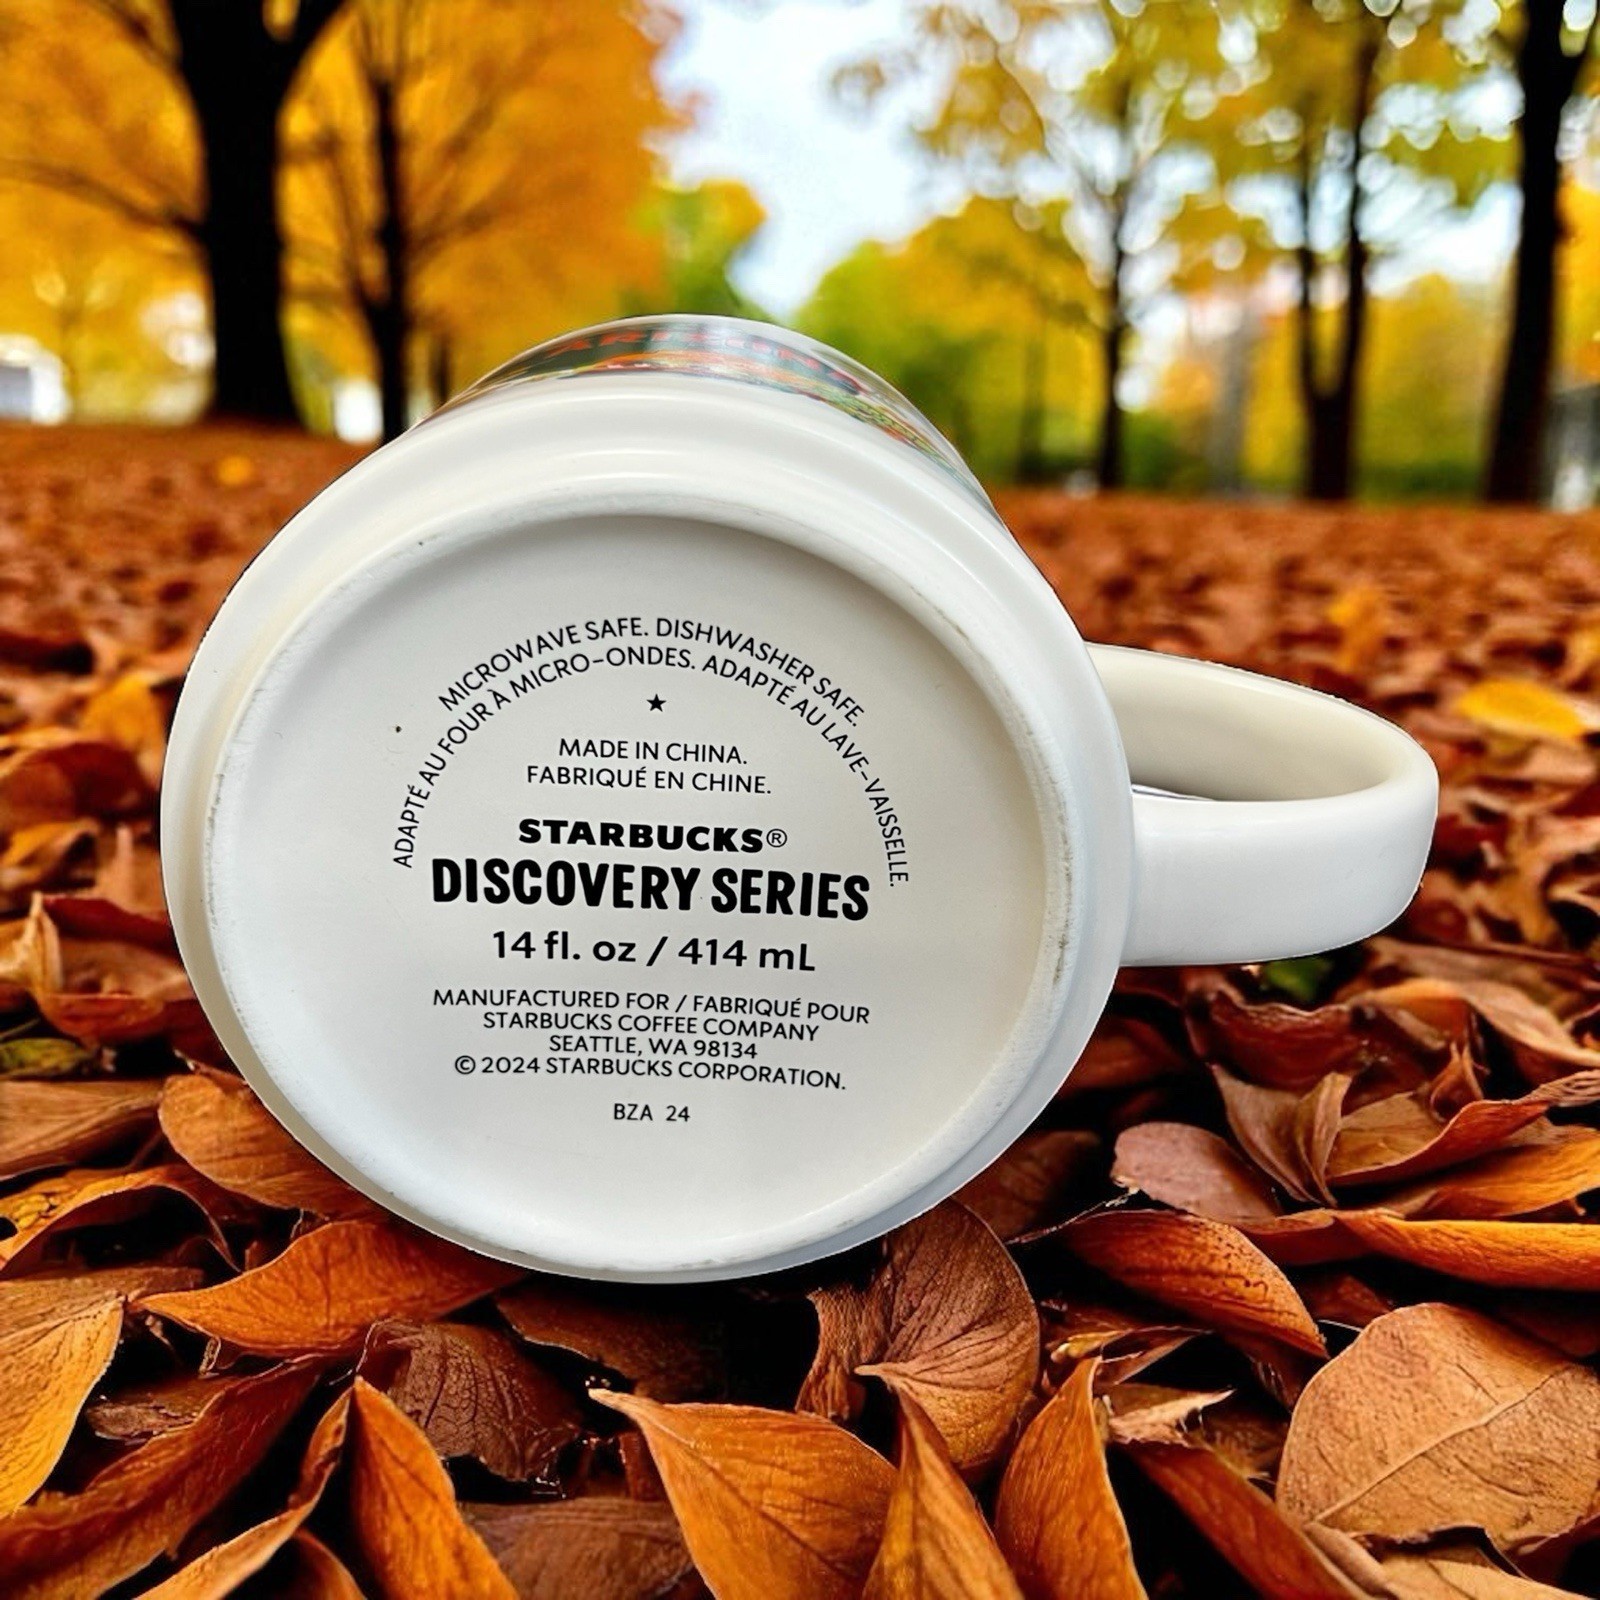 ARIZONA
MICROWAVE SAFE. DISHWASHER SAFE.
ADAPTÉ AU FOUR À MICRO-ONDES. ADAPTÉ AU LAVE-VAISSELLE.
MADE IN CHINA.
FABRIQUÉ EN CHINE.
STARBUCKS®
DISCOVERY SERIES
14 fl. oz / 414 mL
MANUFACTURED FOR / FABRIQUÉ POUR
STARBUCKS COFFEE COMPANY
SEATTLE, WA 98134
© 2024 STARBUCKS CORPORATION.
BZA 24